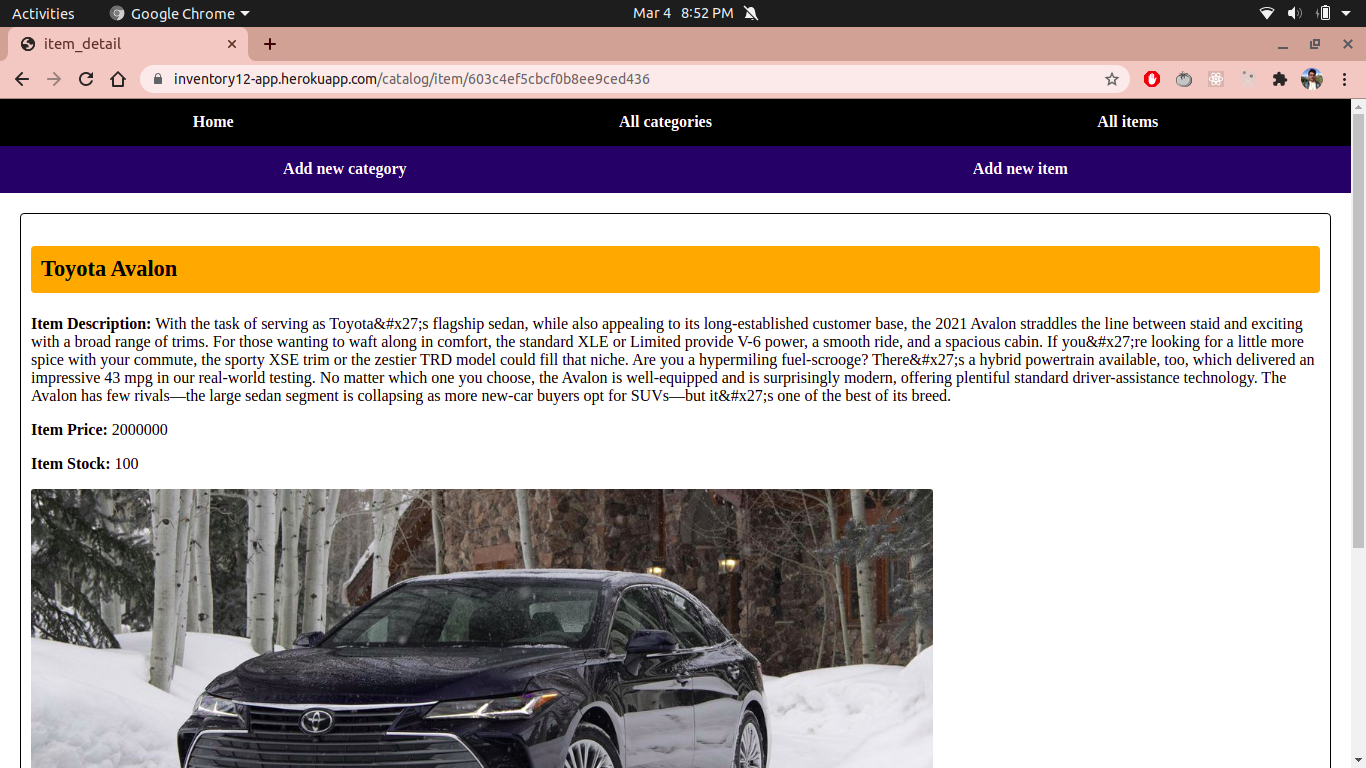 Activities Google Chrome Mar 4 8:52 PM
item_detail
inventory12-app.herokuapp.com/catalog/item/603c4ef5cbcf0b8ee9ced436
Home All categories All items
Add new category Add new item
Toyota Avalon
Item Description: With the task of serving as Toyota&#x27;s flagship sedan, while also appealing to its long-established customer base, the 2021 Avalon straddles the line between staid and exciting
with a broad range of trims. For those wanting to waft along in comfort, the standard XLE or Limited provide V-6 power, a smooth ride, and a spacious cabin. If you&#x27;re looking for a little more
spice with your commute, the sporty XSE trim or the zestier TRD model could fill that niche. Are you a hypermiling fuel-scrooge? There&#x27;s a hybrid powertrain available, too, which delivered an
impressive 43 mpg in our real-world testing. No matter which one you choose, the Avalon is well-equipped and is surprisingly modern, offering plentiful standard driver-assistance technology. The
Avalon has few rivals—the large sedan segment is collapsing as more new-car buyers opt for SUVs—but it&#x27;s one of the best of its breed.
Item Price: 2000000
Item Stock: 100